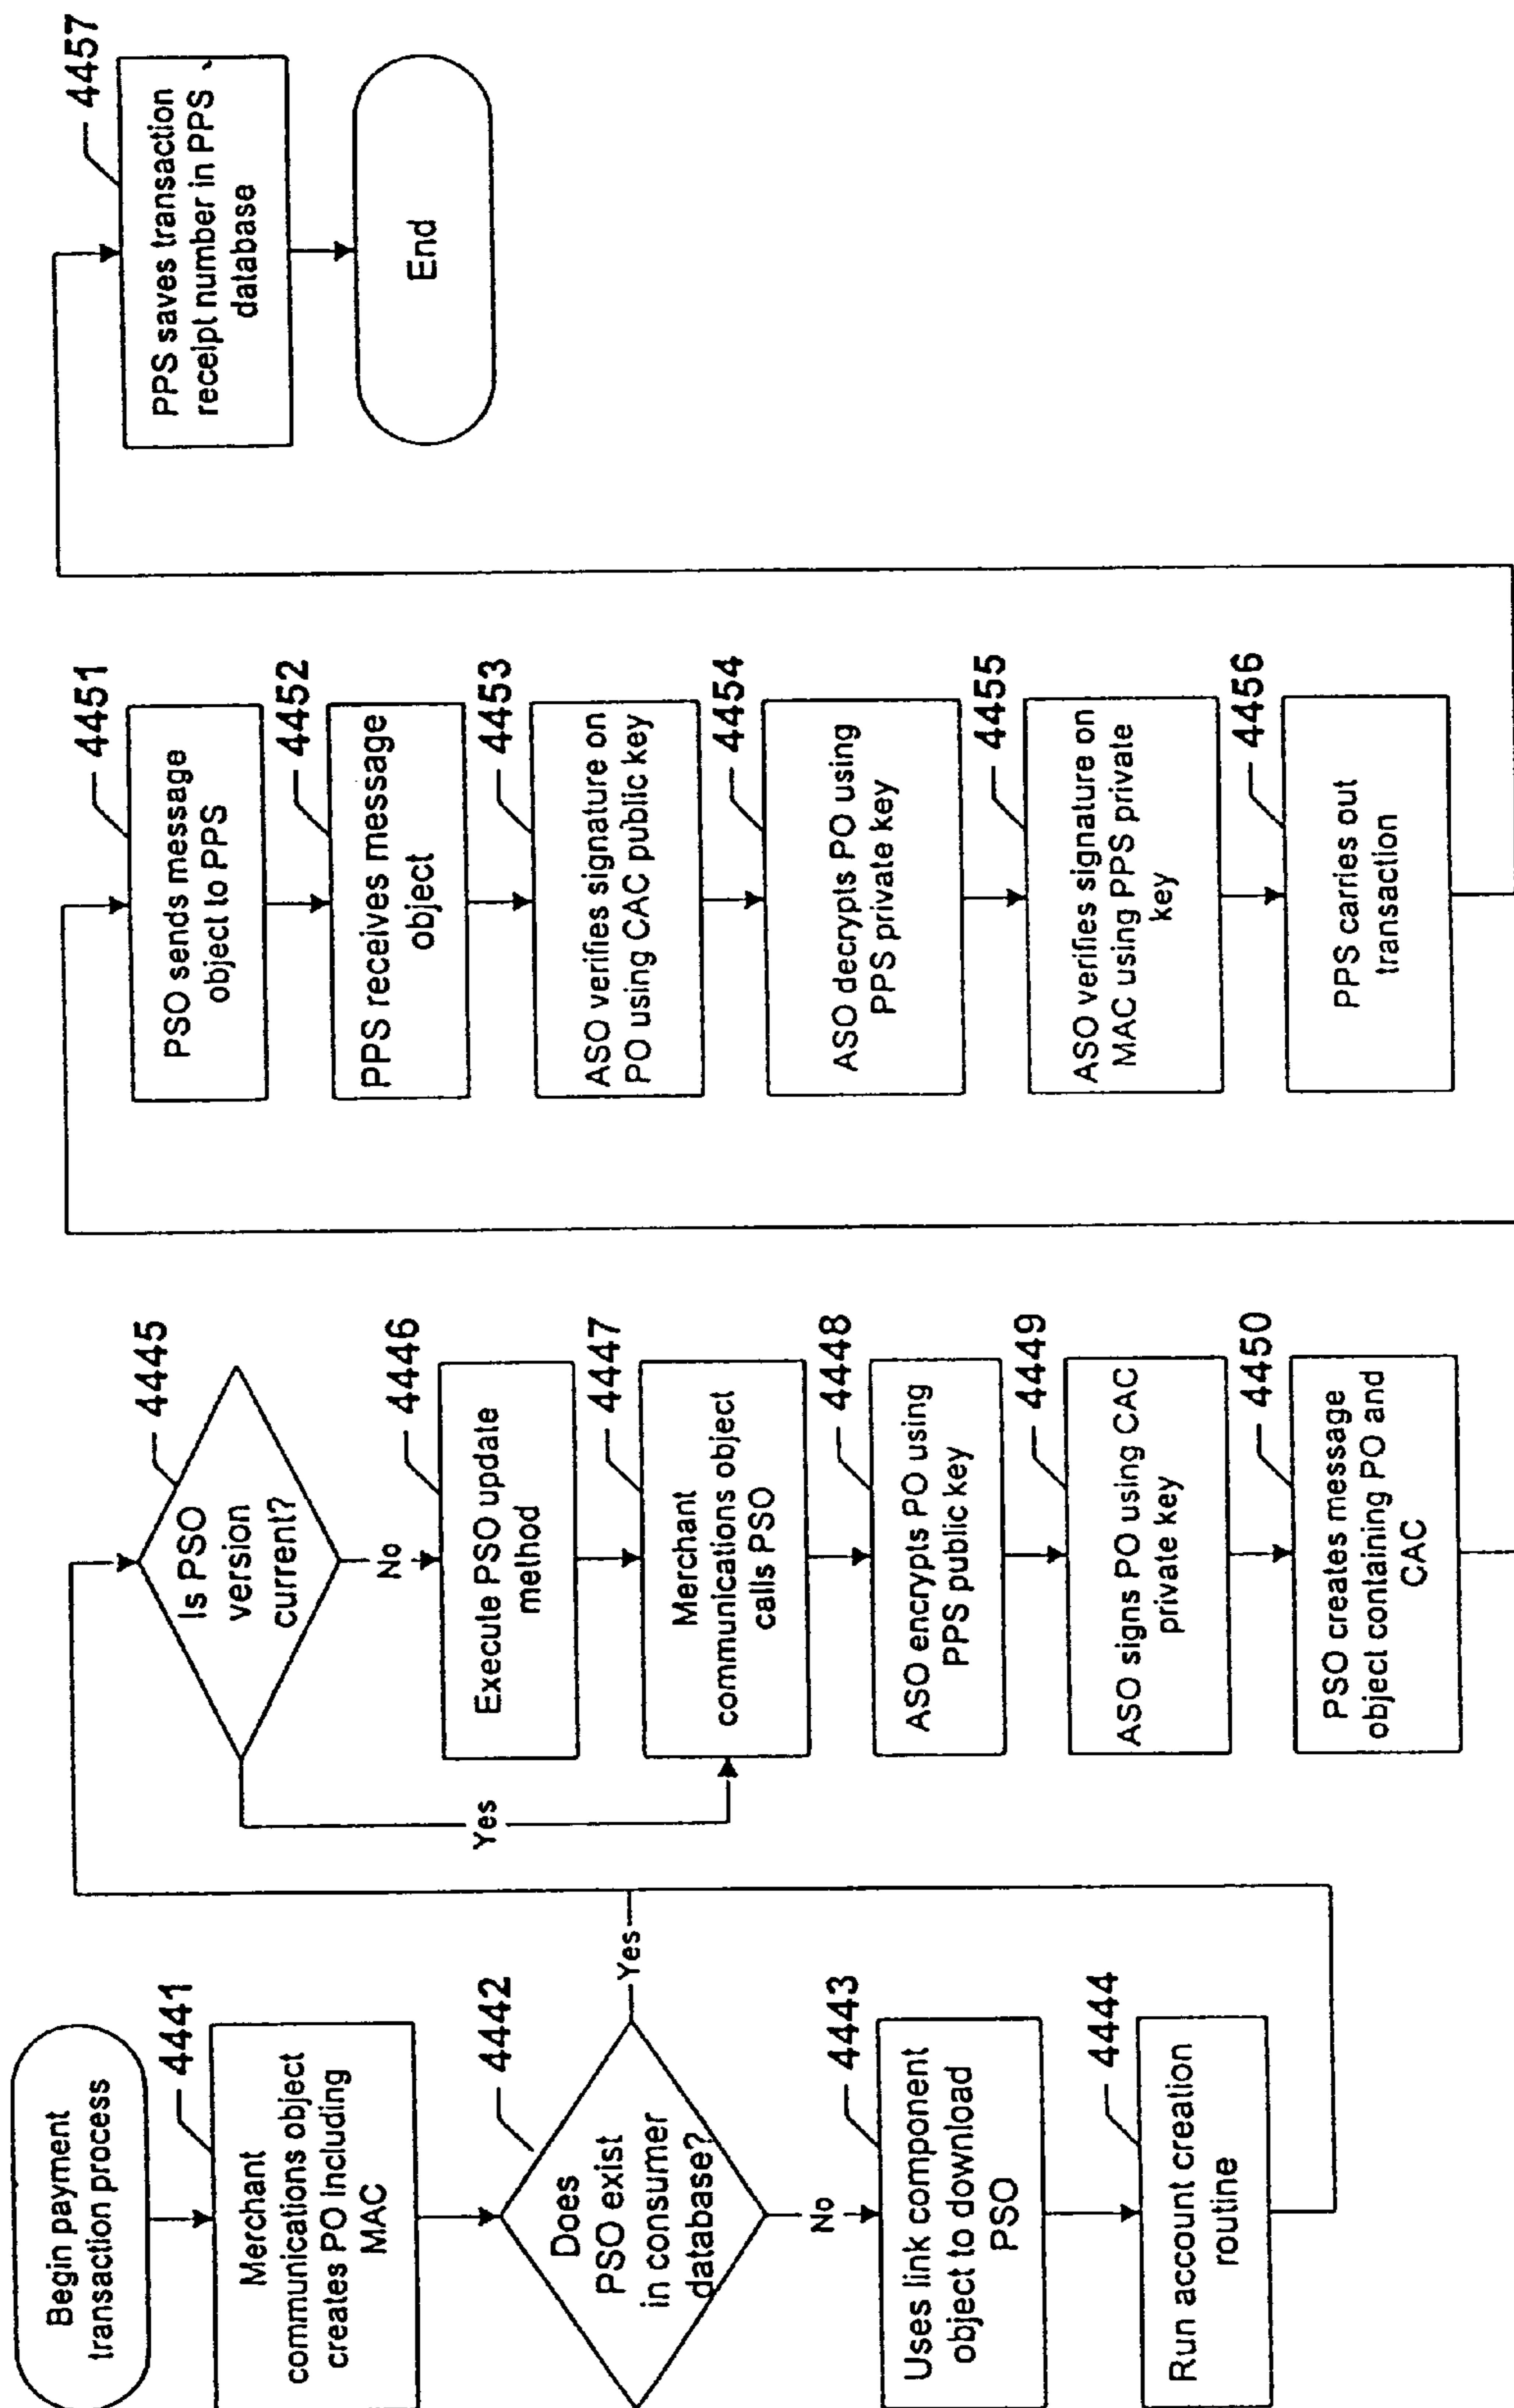 Begin payment
transaction process
4441
Merchant
communications object
creates PO Including
MAC
4442
Does
PSO exist
in consumer
database?
Yes
No
4443
Uses link component
object to download
PSO
4444
Run account creation
routine
4445
Is PSO
version
current?
Yes
No
4446
Execute PSO update
method
4447
Merchant
communications object
calls PSO
4448
ASO encrypts PO using
PPS public key
4449
ASO signs PO using CAC
private key
4450
PSO creates message
object containing PO and
CAC
4451
PSO sends message
object to PPS
4452
PPS receives message
object
4453
ASO verifies signature on
PO using CAC public key
4454
ASO decrypts PO using
PPS private key
4455
ASO verifies signature on
MAC using PPS private
key
4456
PPS carries out
transaction
4457
PPS saves transaction
receipt number in PPS
database
End